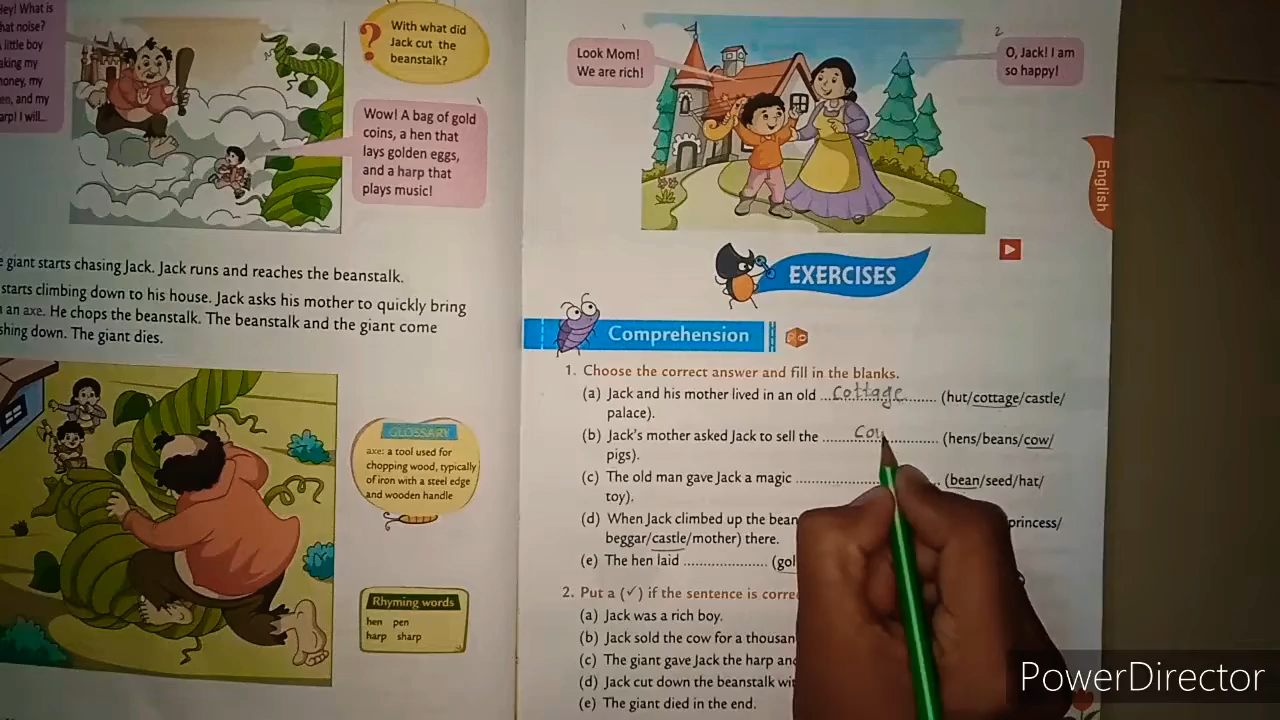 Hey! What is
hat noise?
little boy
aking my
oney, my
en, and my
arp! I will...
With what did
Jack cut the
beanstalk?
?
Wow! A bag of gold
coins, a hen that
lays golden eggs,
and a harp that
plays music!
e giant starts chasing Jack. Jack runs and reaches the beanstalk.
starts climbing down to his house. Jack asks his mother to quickly bring
an axe. He chops the beanstalk. The beanstalk and the giant come
shing down. The giant dies.
GLOSSARY
axe: a tool used for
chopping wood, typically
of iron with a steel edge
and wooden handle
Rhyming words
hen pen
harp sharp
Look Mom!
We are rich!
2
O, Jack! I am
so happy!
English
EXERCISES
Comprehension
1. Choose the correct answer and fill in the blanks.
(a) Jack and his mother lived in an old ...cottage........ (hut/cottage/castle/
palace).
(b) Jack's mother asked Jack to sell the ........cow............ (hens/beans/cow/
pigs).
(c) The old man gave Jack a magic ..................... (bean/seed/hat/
toy).
(d) When Jack climbed up the bean princess/
beggar/castle/mother) there.
(e) The hen laid .................... (gol
2. Put a (✓) if the sentence is corre
(a) Jack was a rich boy.
(b) Jack sold the cow for a thousan
(c) The giant gave Jack the harp an
(d) Jack cut down the beanstalk wi
(e) The giant died in the end.
PowerDirector